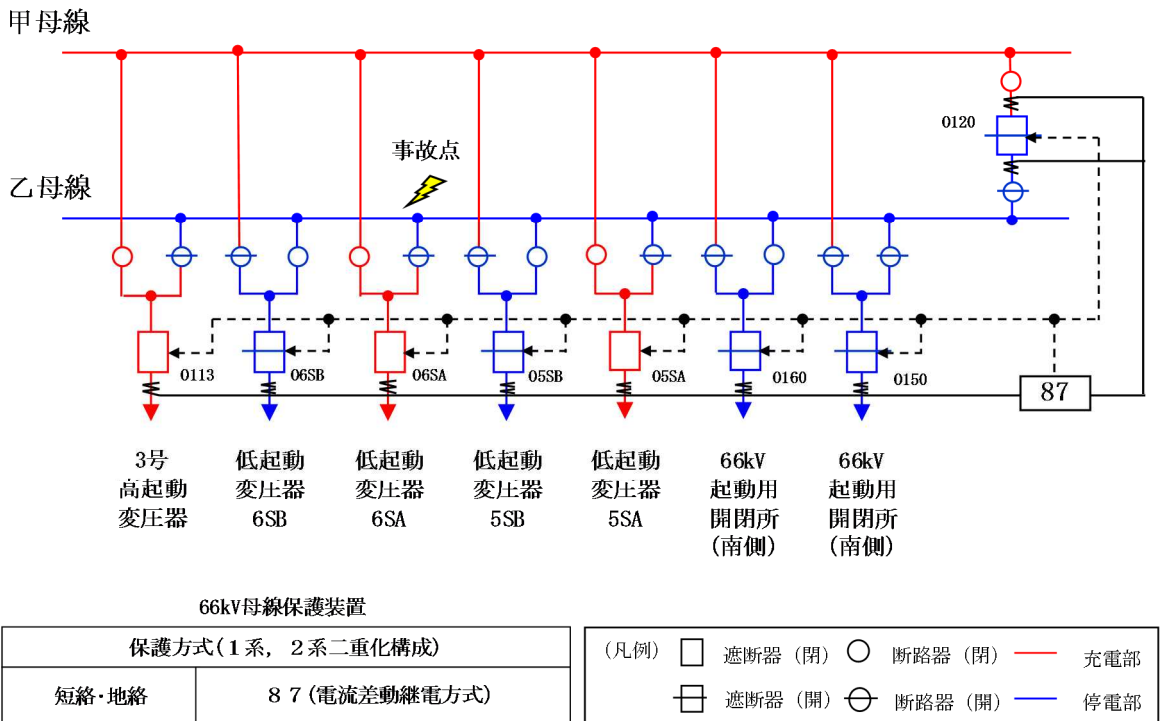 甲母線
乙母線
事故点
0120
0113
06SB
06SA
05SB
05SA
0160
0150
87
3号
高起動
変圧器
低起動
変圧器
6SB
低起動
変圧器
6SA
低起動
変圧器
5SB
低起動
変圧器
5SA
66kV
起動用
開閉所
(南側)
66kV
起動用
開閉所
(南側)
66kV母線保護装置
保護方式(1系，2系二重化構成)
短絡・地絡
８７(電流差動継電方式)
(凡例)
遮断器（閉）
断路器（閉）
充電部
遮断器（開）
断路器（開）
停電部